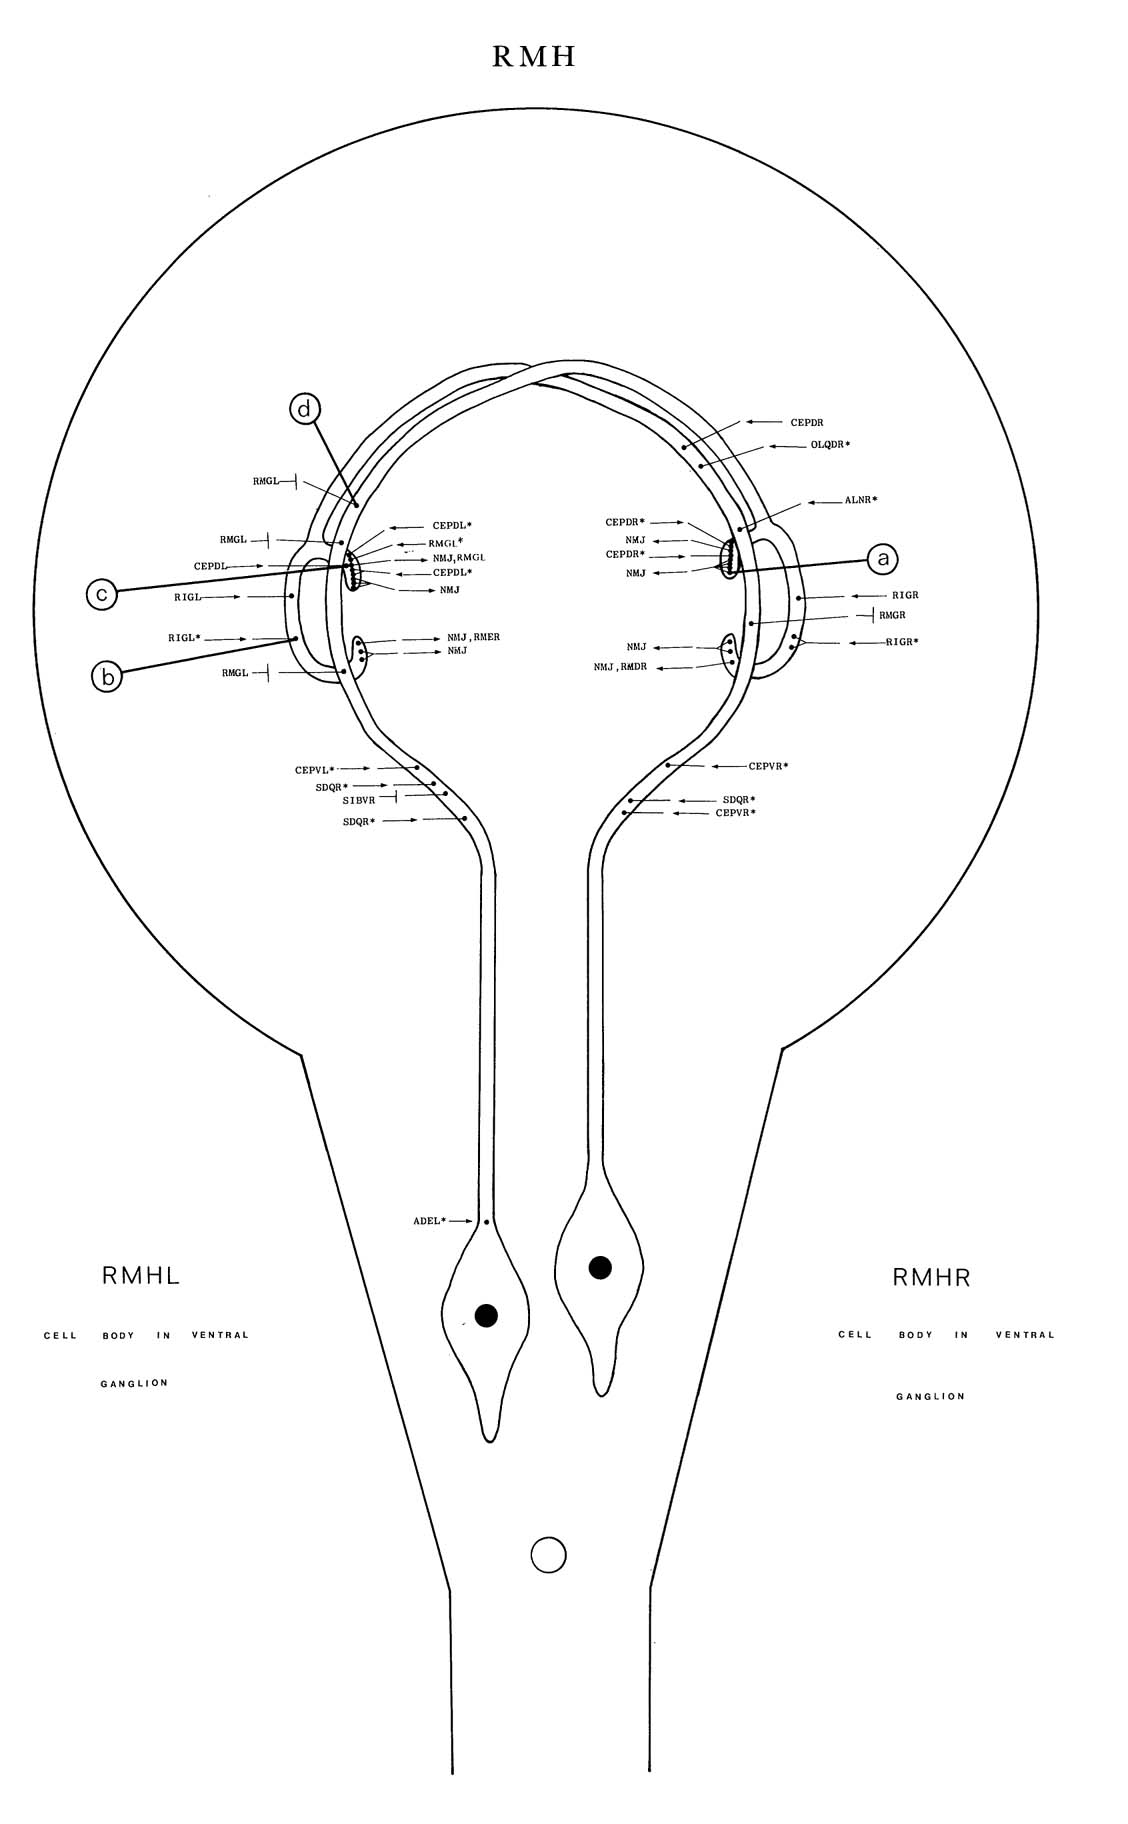 RMH
d
CEPDR
OLQDR*
RMGL
ALNR*
CEPDL*
CEPDR*
RMGL
RMGL*
NMJ
NMJ,RMGL
CEPDR*
a
CEPDL
CEPDL*
NMJ
c
RIGL
NMJ
RIGR
RMGR
RIGL*
NMJ,RMER
NMJ
RIGR*
b
NMJ
NMJ,RMDR
RMGL
CEPVL*
CEPVR*
SDQR*
SIBVR
SDQR*
SDQR*
CEPVR*
ADEL*
RMHL
RMHR
CELL BODY IN VENTRAL
GANGLION
CELL BODY IN VENTRAL
GANGLION